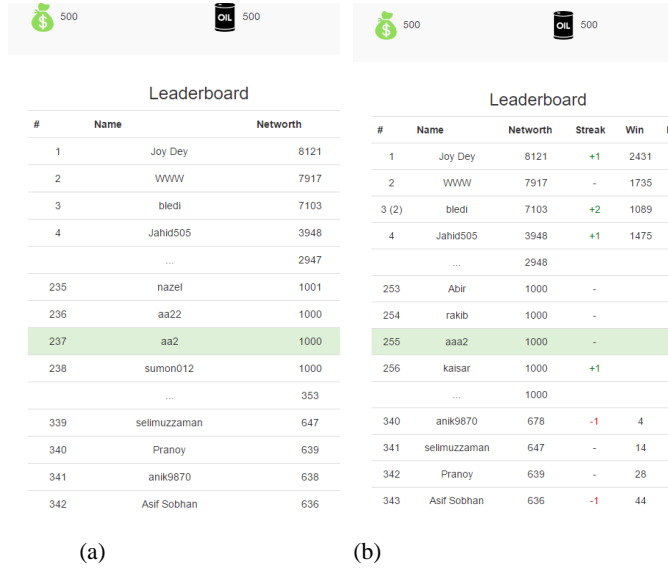 500 OIL 500
Leaderboard
# Name Networth
1 Joy Dey 8121
2 WWW 7917
3 bledi 7103
4 Jahid505 3948
... 2947
235 nazel 1001
236 aa22 1000
237 aa2 1000
238 sumon012 1000
... 353
339 selimuzzaman 647
340 Pranoy 639
341 anik9870 638
342 Asif Sobhan 636
(a)
500 OIL 500
Leaderboard
# Name Networth Streak Win
1 Joy Dey 8121 +1 2431
2 WWW 7917 - 1735
3 (2) bledi 7103 +2 1089
4 Jahid505 3948 +1 1475
... 2948
253 Abir 1000 -
254 rakib 1000 -
255 aaa2 1000 -
256 kaisar 1000 +1
... 1000
340 anik9870 678 -1 4
341 selimuzzaman 647 - 14
342 Pranoy 639 - 28
343 Asif Sobhan 636 -1 44
(b)